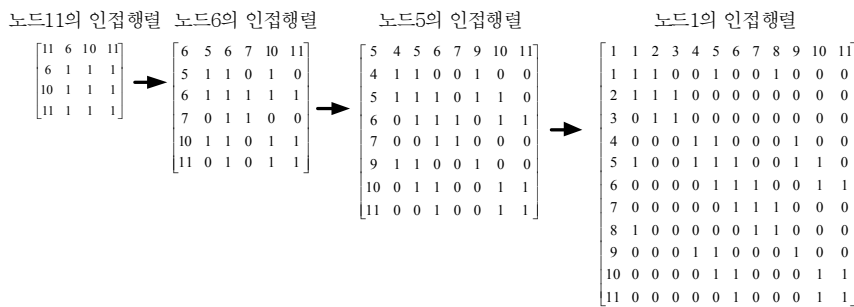 노드11의 인접행렬
11 6 10 11
6 1 1 1
10 1 1 1
11 1 1 1
노드6의 인접행렬
6 5 6 7 10 11
5 1 1 0 1 0
6 1 1 1 1 1
7 0 1 1 0 0
10 1 1 0 1 1
11 0 1 0 1 1
노드5의 인접행렬
5 4 5 6 7 9 10 11
4 1 1 0 0 1 0 0
5 1 1 1 0 1 1 0
6 0 1 1 1 0 1 1
7 0 0 1 1 0 0 0
9 1 1 0 0 1 0 0
10 0 1 1 0 0 1 1
11 0 0 1 0 0 1 1
노드1의 인접행렬
1 1 2 3 4 5 6 7 8 9 10 11
1 1 1 0 0 1 0 0 1 0 0 0
2 1 1 1 0 0 0 0 0 0 0 0
3 0 1 1 0 0 0 0 0 0 0 0
4 0 0 0 1 1 0 0 0 1 0 0
5 1 0 0 1 1 1 0 0 1 1 0
6 0 0 0 0 1 1 1 0 0 1 1
7 0 0 0 0 0 1 1 1 0 0 0
8 1 0 0 0 0 0 1 1 0 0 0
9 0 0 0 1 1 0 0 0 1 0 0
10 0 0 0 0 1 1 0 0 0 1 1
11 0 0 0 0 0 1 0 0 0 1 1